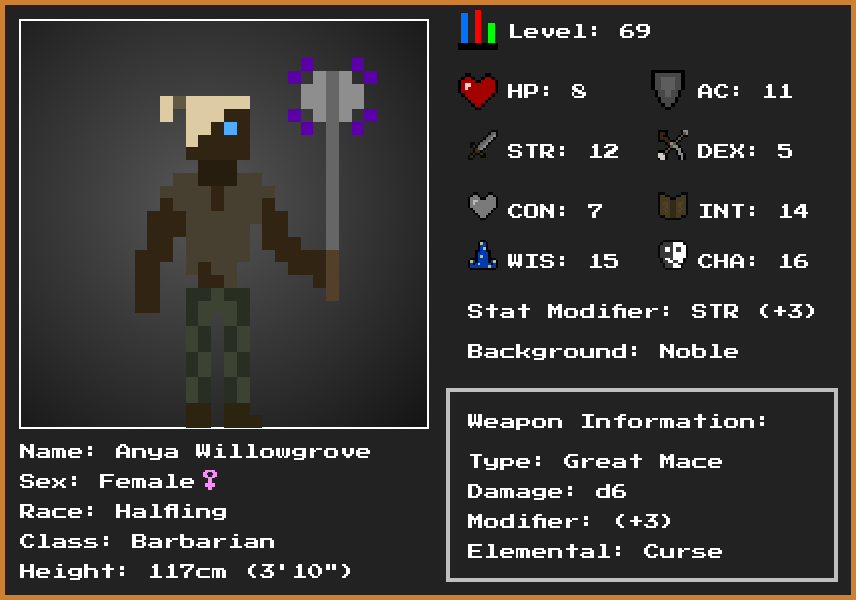 Level: 69
HP: 8
AC: 11
STR: 12
DEX: 5
CON: 7
INT: 14
WIS: 15
CHA: 16
Stat Modifier: STR (+3)
Background: Noble
Weapon Information:
Type: Great Mace
Damage: d6
Modifier: (+3)
Elemental: Curse
Name: Anya Willowgrove
Sex: Female♀
Race: Halfling
Class: Barbarian
Height: 117cm (3'10")